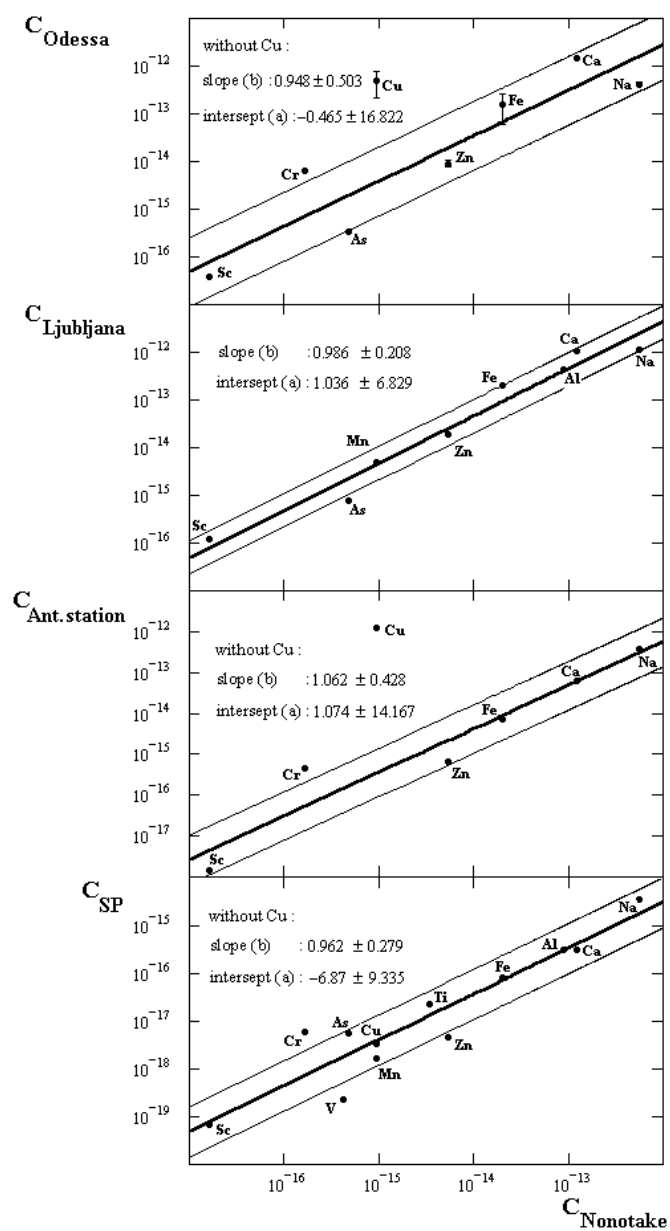 C Odessa
without Cu :
slope (b) : 0.948 ± 0.503
intersept (a) : −0.465 ± 16.822
Cu
Ca
Na
Fe
Zn
Cr
As
Sc
10⁻¹²
10⁻¹³
10⁻¹⁴
10⁻¹⁵
10⁻¹⁶
C Ljubljana
slope (b) : 0.986 ± 0.208
intersept (a) : 1.036 ± 6.829
Ca
Na
Fe
Al
Mn
Zn
As
Sc
10⁻¹²
10⁻¹³
10⁻¹⁴
10⁻¹⁵
10⁻¹⁶
C Ant.station
Cu
without Cu :
slope (b) : 1.062 ± 0.428
intersept (a) : 1.074 ± 14.167
Na
Ca
Fe
Cr
Zn
Sc
10⁻¹²
10⁻¹³
10⁻¹⁴
10⁻¹⁵
10⁻¹⁶
10⁻¹⁷
C SP
without Cu :
slope (b) : 0.962 ± 0.279
intersept (a) : −6.87 ± 9.335
Na
Al
Ca
Fe
Ti
As
Cu
Cr
Zn
Mn
V
Sc
10⁻¹⁵
10⁻¹⁶
10⁻¹⁷
10⁻¹⁸
10⁻¹⁹
10⁻¹⁶ 10⁻¹⁵ 10⁻¹⁴ 10⁻¹³
C Nonotake